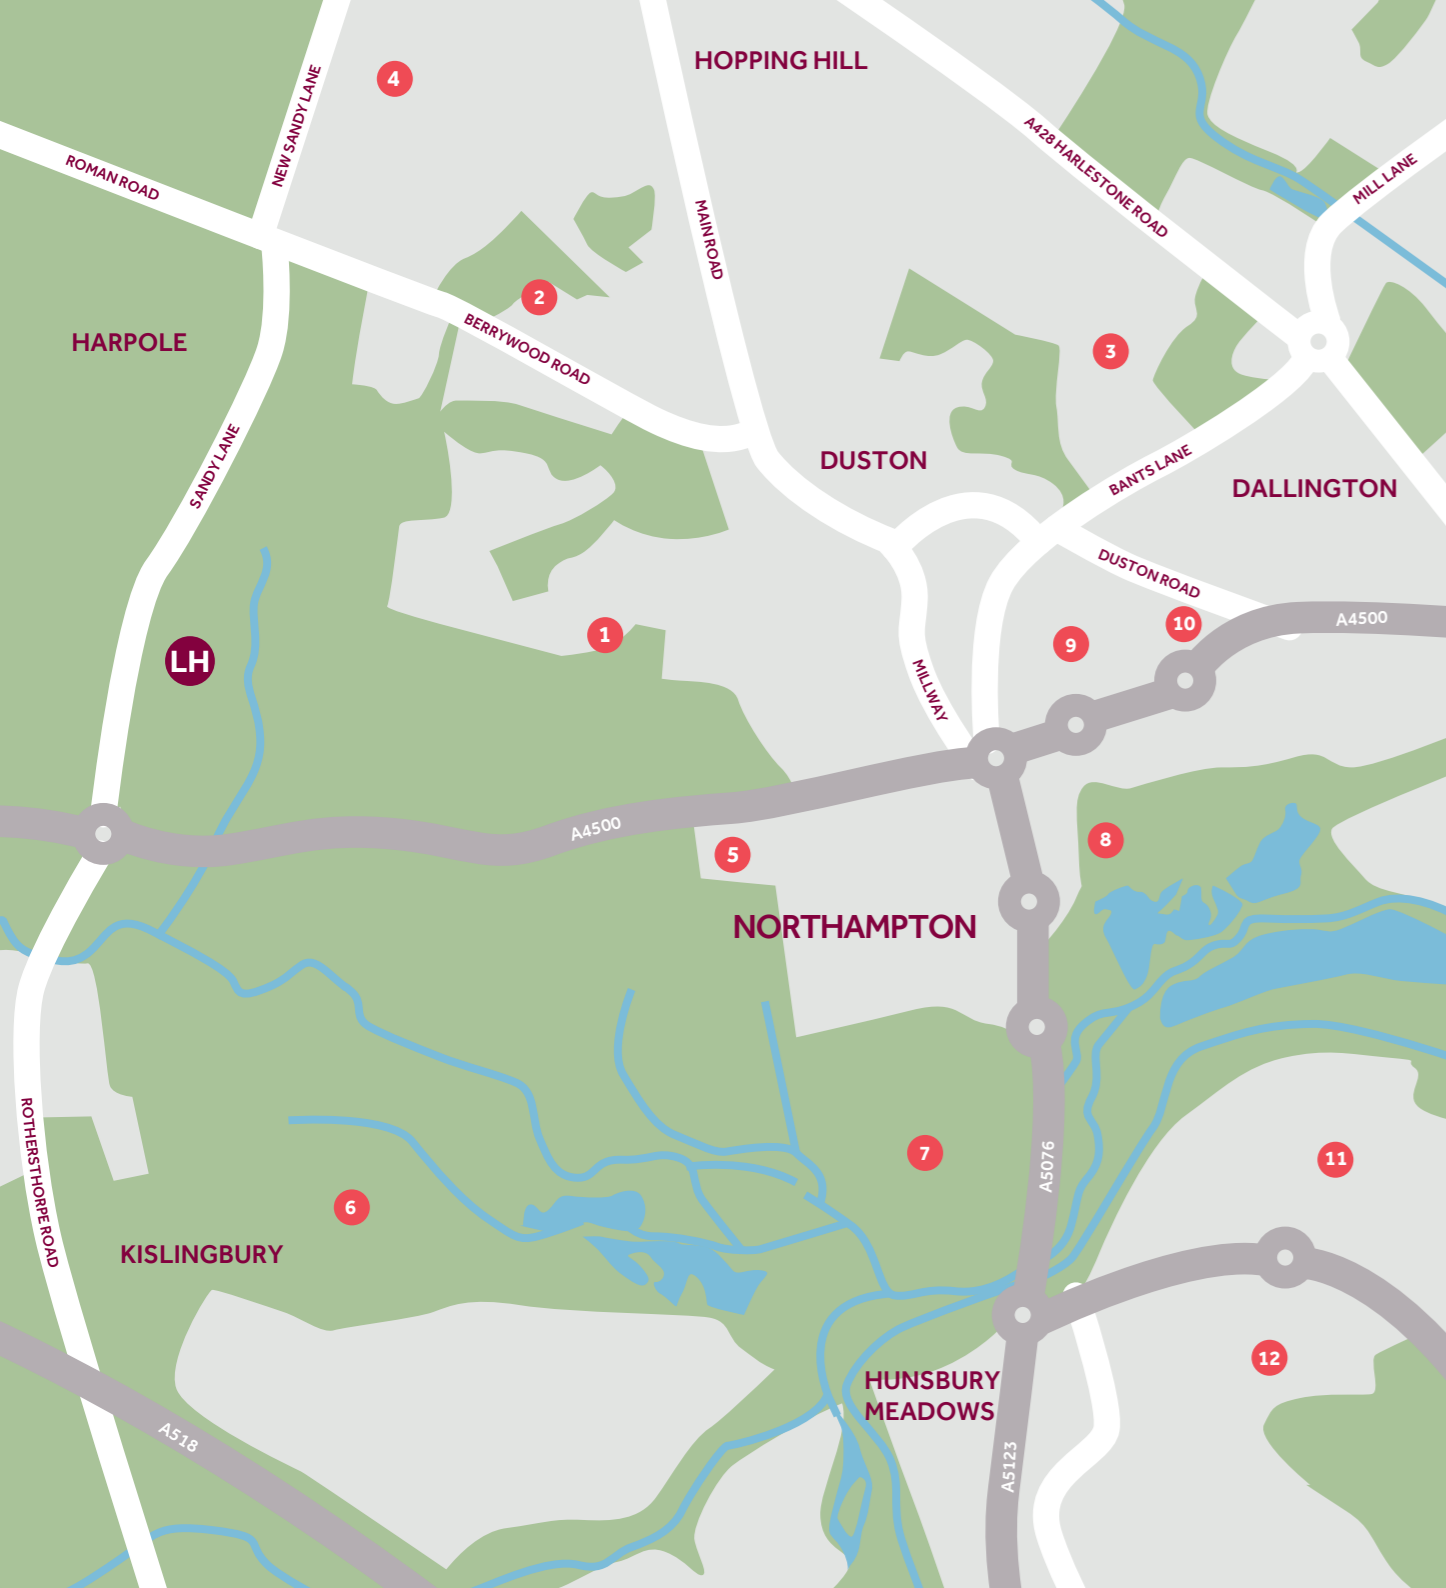 HOPPING HILL
4
NEW SANDY LANE
A428 HARLESTONE ROAD
ROMAN ROAD
MILL LANE
MAIN ROAD
2
HARPOLE
BERRYWOOD ROAD
3
SANDY LANE
DUSTON
BANTS LANE
DALLINGTON
DUSTON ROAD
1
9
10
A4500
LH
MILLWAY
A4500
5
8
NORTHAMPTON
ROTHERSTHORPE ROAD
7
A5076
11
6
KISLINGBURY
12
HUNSBURY
MEADOWS
A518
A5123